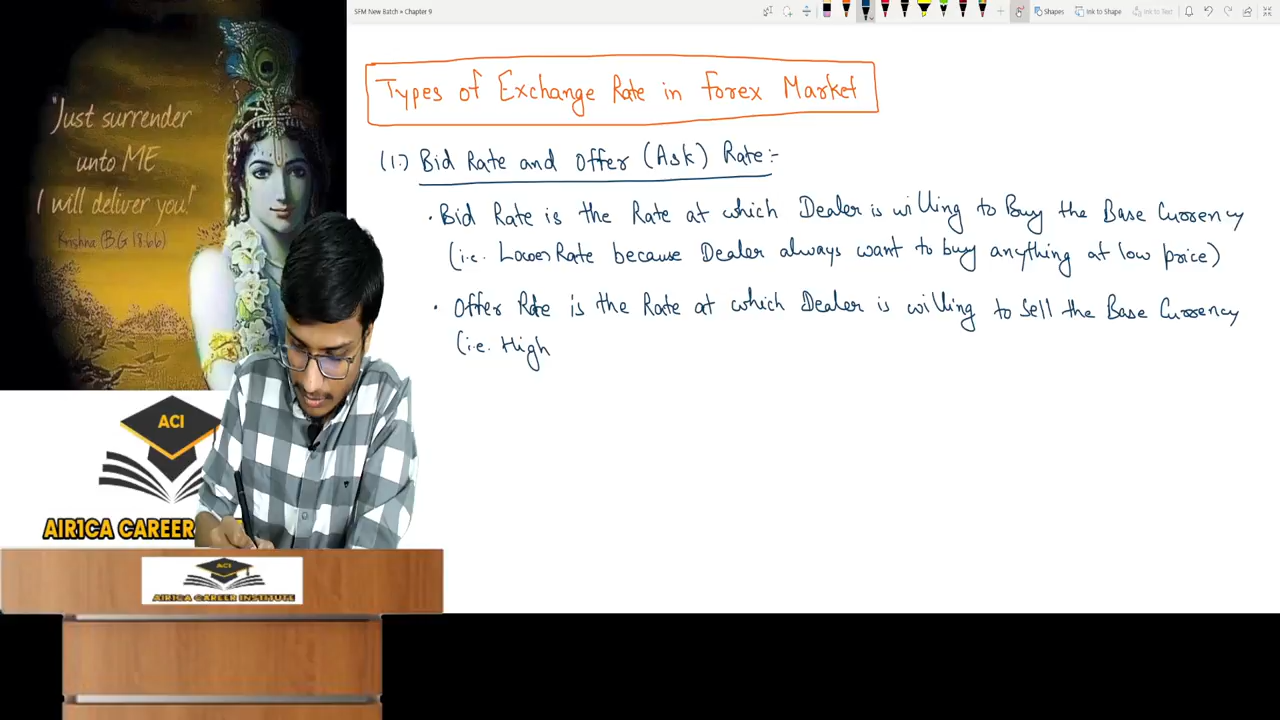 SFM New Batch » Chapter 9
Shapes
Ink to Shape
Ink to Text
"Just surrender
unto ME
I will deliver you!"
Krishna (BG 18:66)
Types of Exchange Rate in Forex Market
(1.) Bid Rate and Offer (Ask) Rate:-
• Bid Rate is the Rate at which Dealer is willing to Buy the Base Currency
(i.e. Lower Rate because Dealer always want to buy anything at low price)
• Offer Rate is the Rate at which Dealer is willing to Sell the Base Currency
(i.e. High
ACI
AIR1CA CAREER
ACI
AIR1CA CAREER INSTITUTE